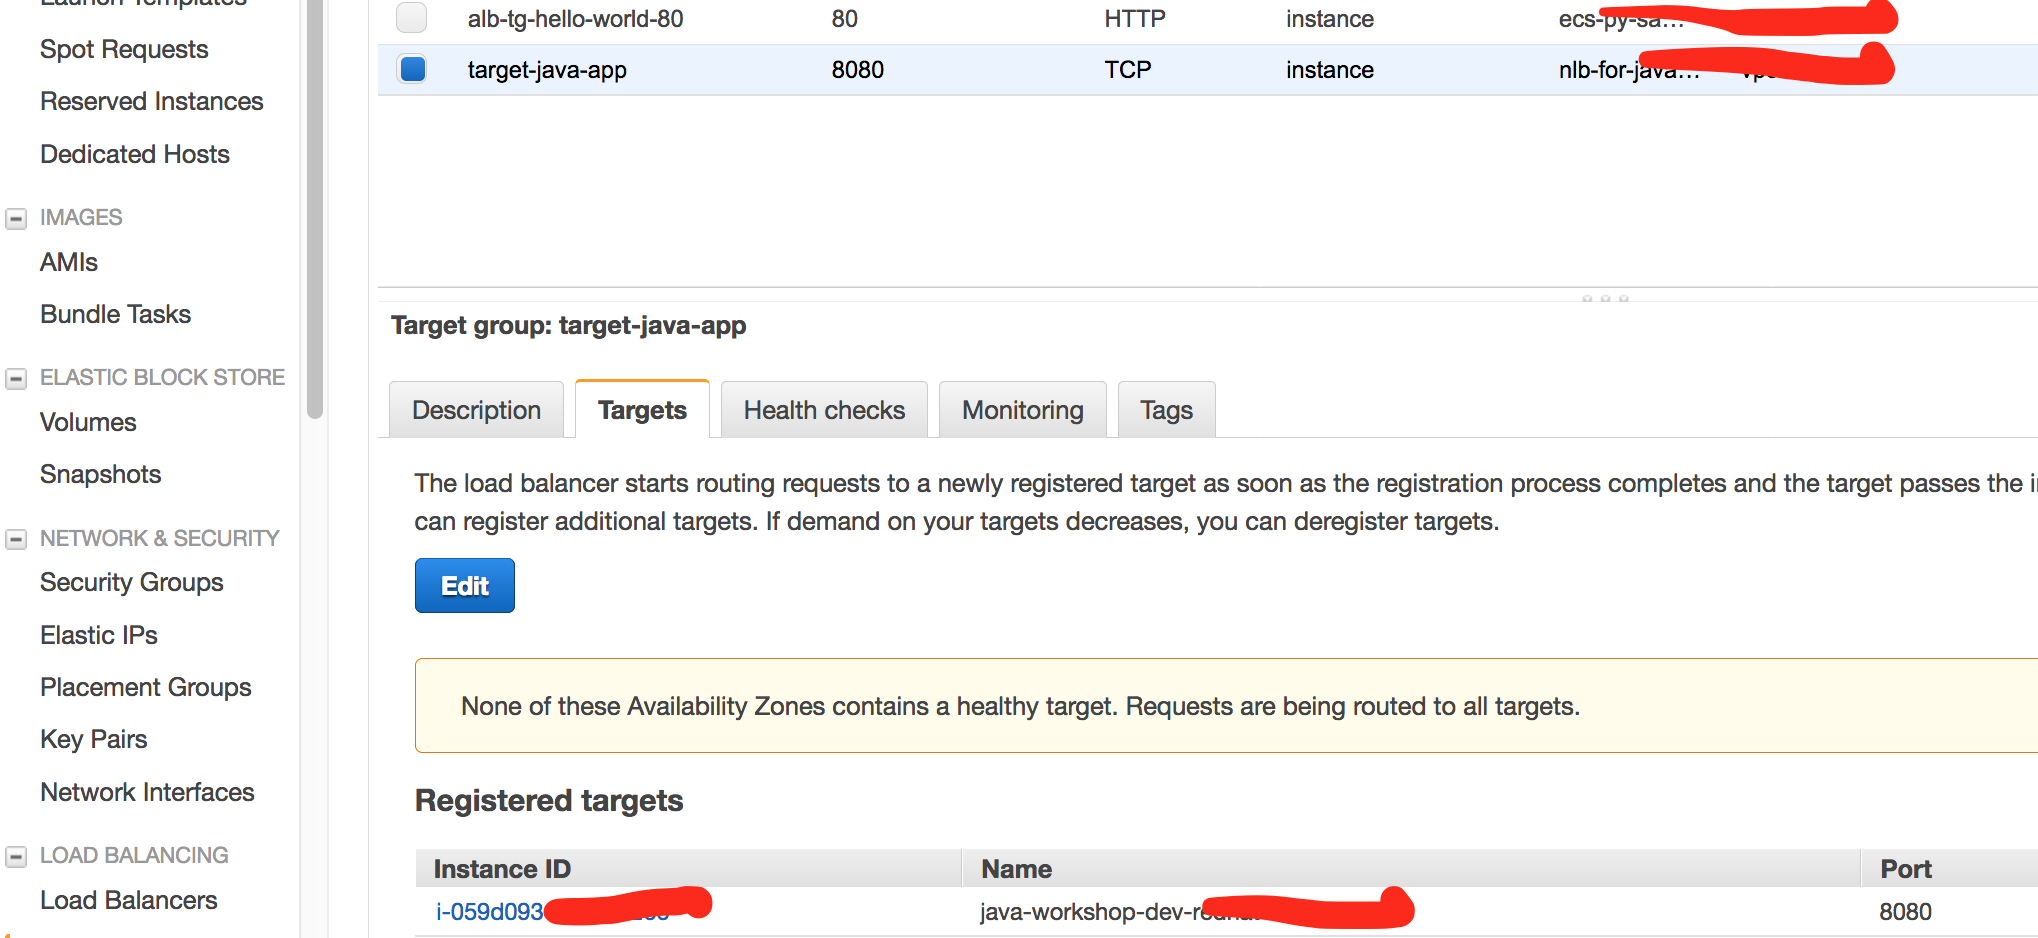 Spot Requests
Reserved Instances
Dedicated Hosts
IMAGES
AMIs
Bundle Tasks
ELASTIC BLOCK STORE
Volumes
Snapshots
NETWORK & SECURITY
Security Groups
Elastic IPs
Placement Groups
Key Pairs
Network Interfaces
LOAD BALANCING
Load Balancers
alb-tg-hello-world-80 80 HTTP instance ecs-py-sa...
target-java-app 8080 TCP instance nlb-for-java...
Target group: target-java-app
Description Targets Health checks Monitoring Tags
The load balancer starts routing requests to a newly registered target as soon as the registration process completes and the target passes the
can register additional targets. If demand on your targets decreases, you can deregister targets.
Edit
None of these Availability Zones contains a healthy target. Requests are being routed to all targets.
Registered targets
Instance ID Name Port
i-059d093 java-workshop-dev- 8080